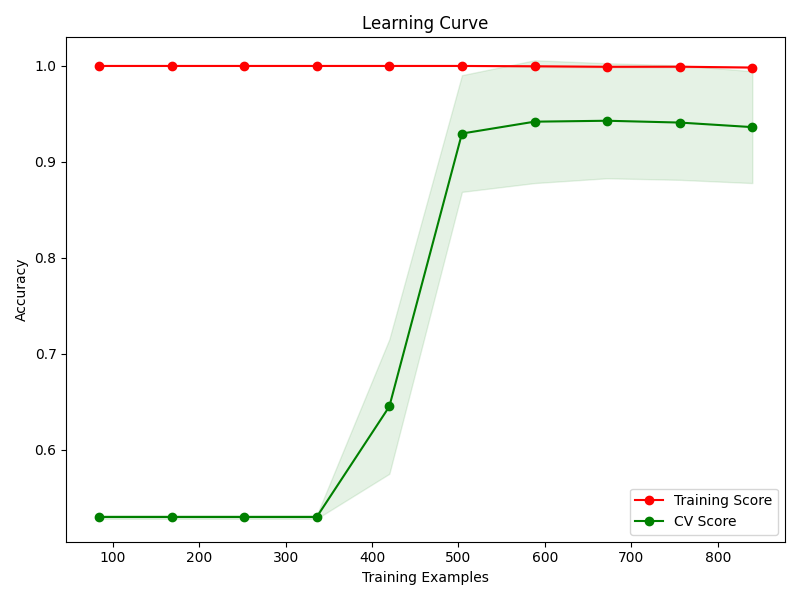 Learning Curve
1.0
0.9
0.8
0.7
0.6
Accuracy
100 200 300 400 500 600 700 800
Training Examples
Training Score
CV Score